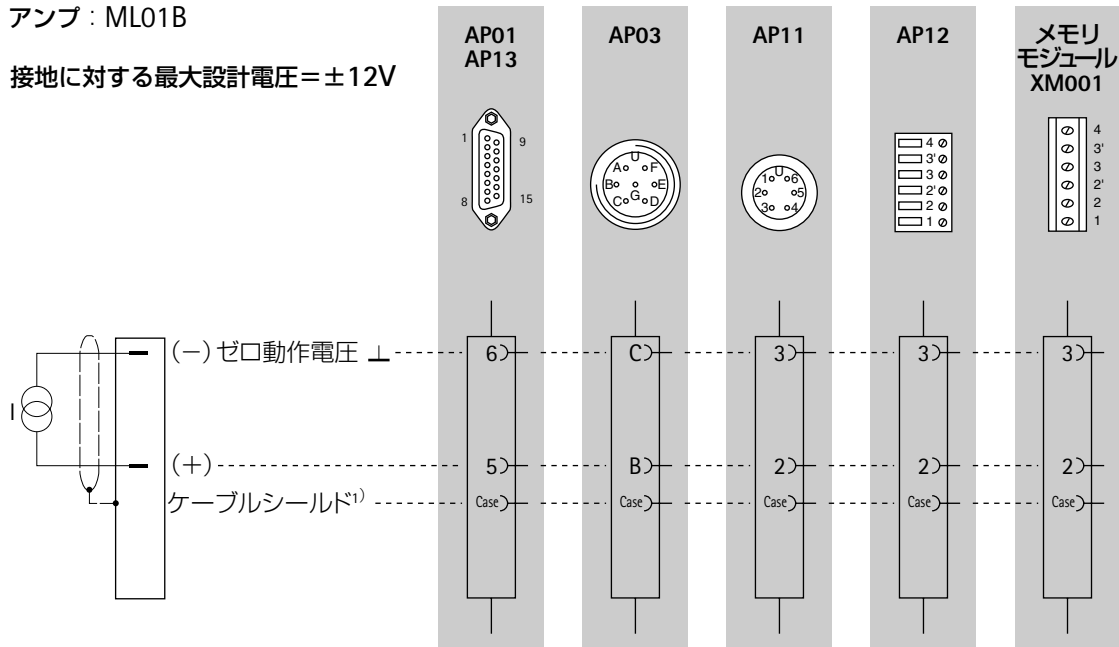 アンプ：ML01B
接地に対する最大設計電圧＝±12V
AP01
AP13
AP03
AP11
AP12
メモリ
モジュール
XM001
1
9
8
15
U
A
F
B
E
G
C
D
U
1
6
2
5
3
4
4
3'
3
2'
2
1
4
3'
3
2'
2
1
I
(－) ゼロ動作電圧 ⊥
6
C
3
3
3
(＋)
5
B
2
2
2
ケーブルシールド1)
Case
Case
Case
Case
Case